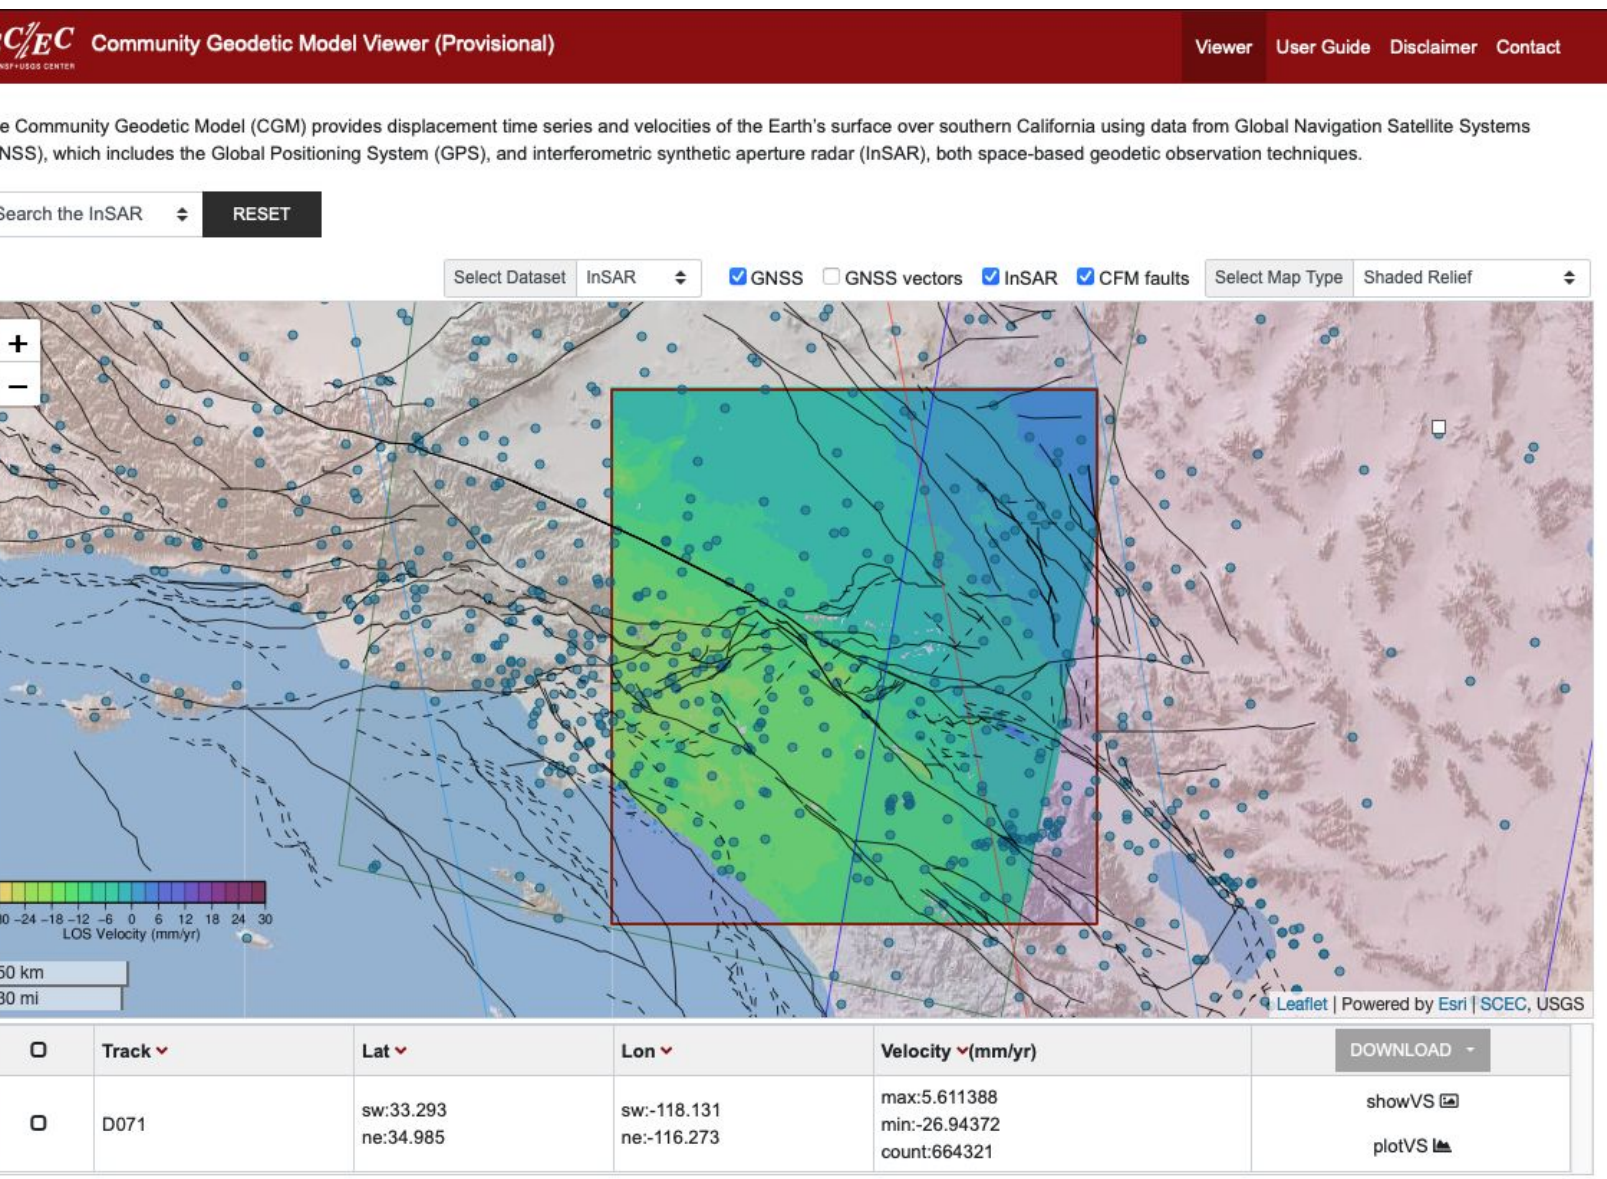 C/EC
NSF+USGS CENTER
Community Geodetic Model Viewer (Provisional)
Viewer User Guide Disclaimer Contact
e Community Geodetic Model (CGM) provides displacement time series and velocities of the Earth's surface over southern California using data from Global Navigation Satellite Systems
NSS), which includes the Global Positioning System (GPS), and interferometric synthetic aperture radar (InSAR), both space-based geodetic observation techniques.
Search the InSAR RESET
Select Dataset InSAR GNSS GNSS vectors InSAR CFM faults Select Map Type Shaded Relief
+
−
30 −24 −18 −12 −6 0 6 12 18 24 30
LOS Velocity (mm/yr)
50 km
30 mi
Leaflet | Powered by Esri | SCEC, USGS
Track Lat Lon Velocity (mm/yr) DOWNLOAD
D071
sw:33.293
ne:34.985
sw:-118.131
ne:-116.273
max:5.611388
min:-26.94372
count:664321
showVS
plotVS